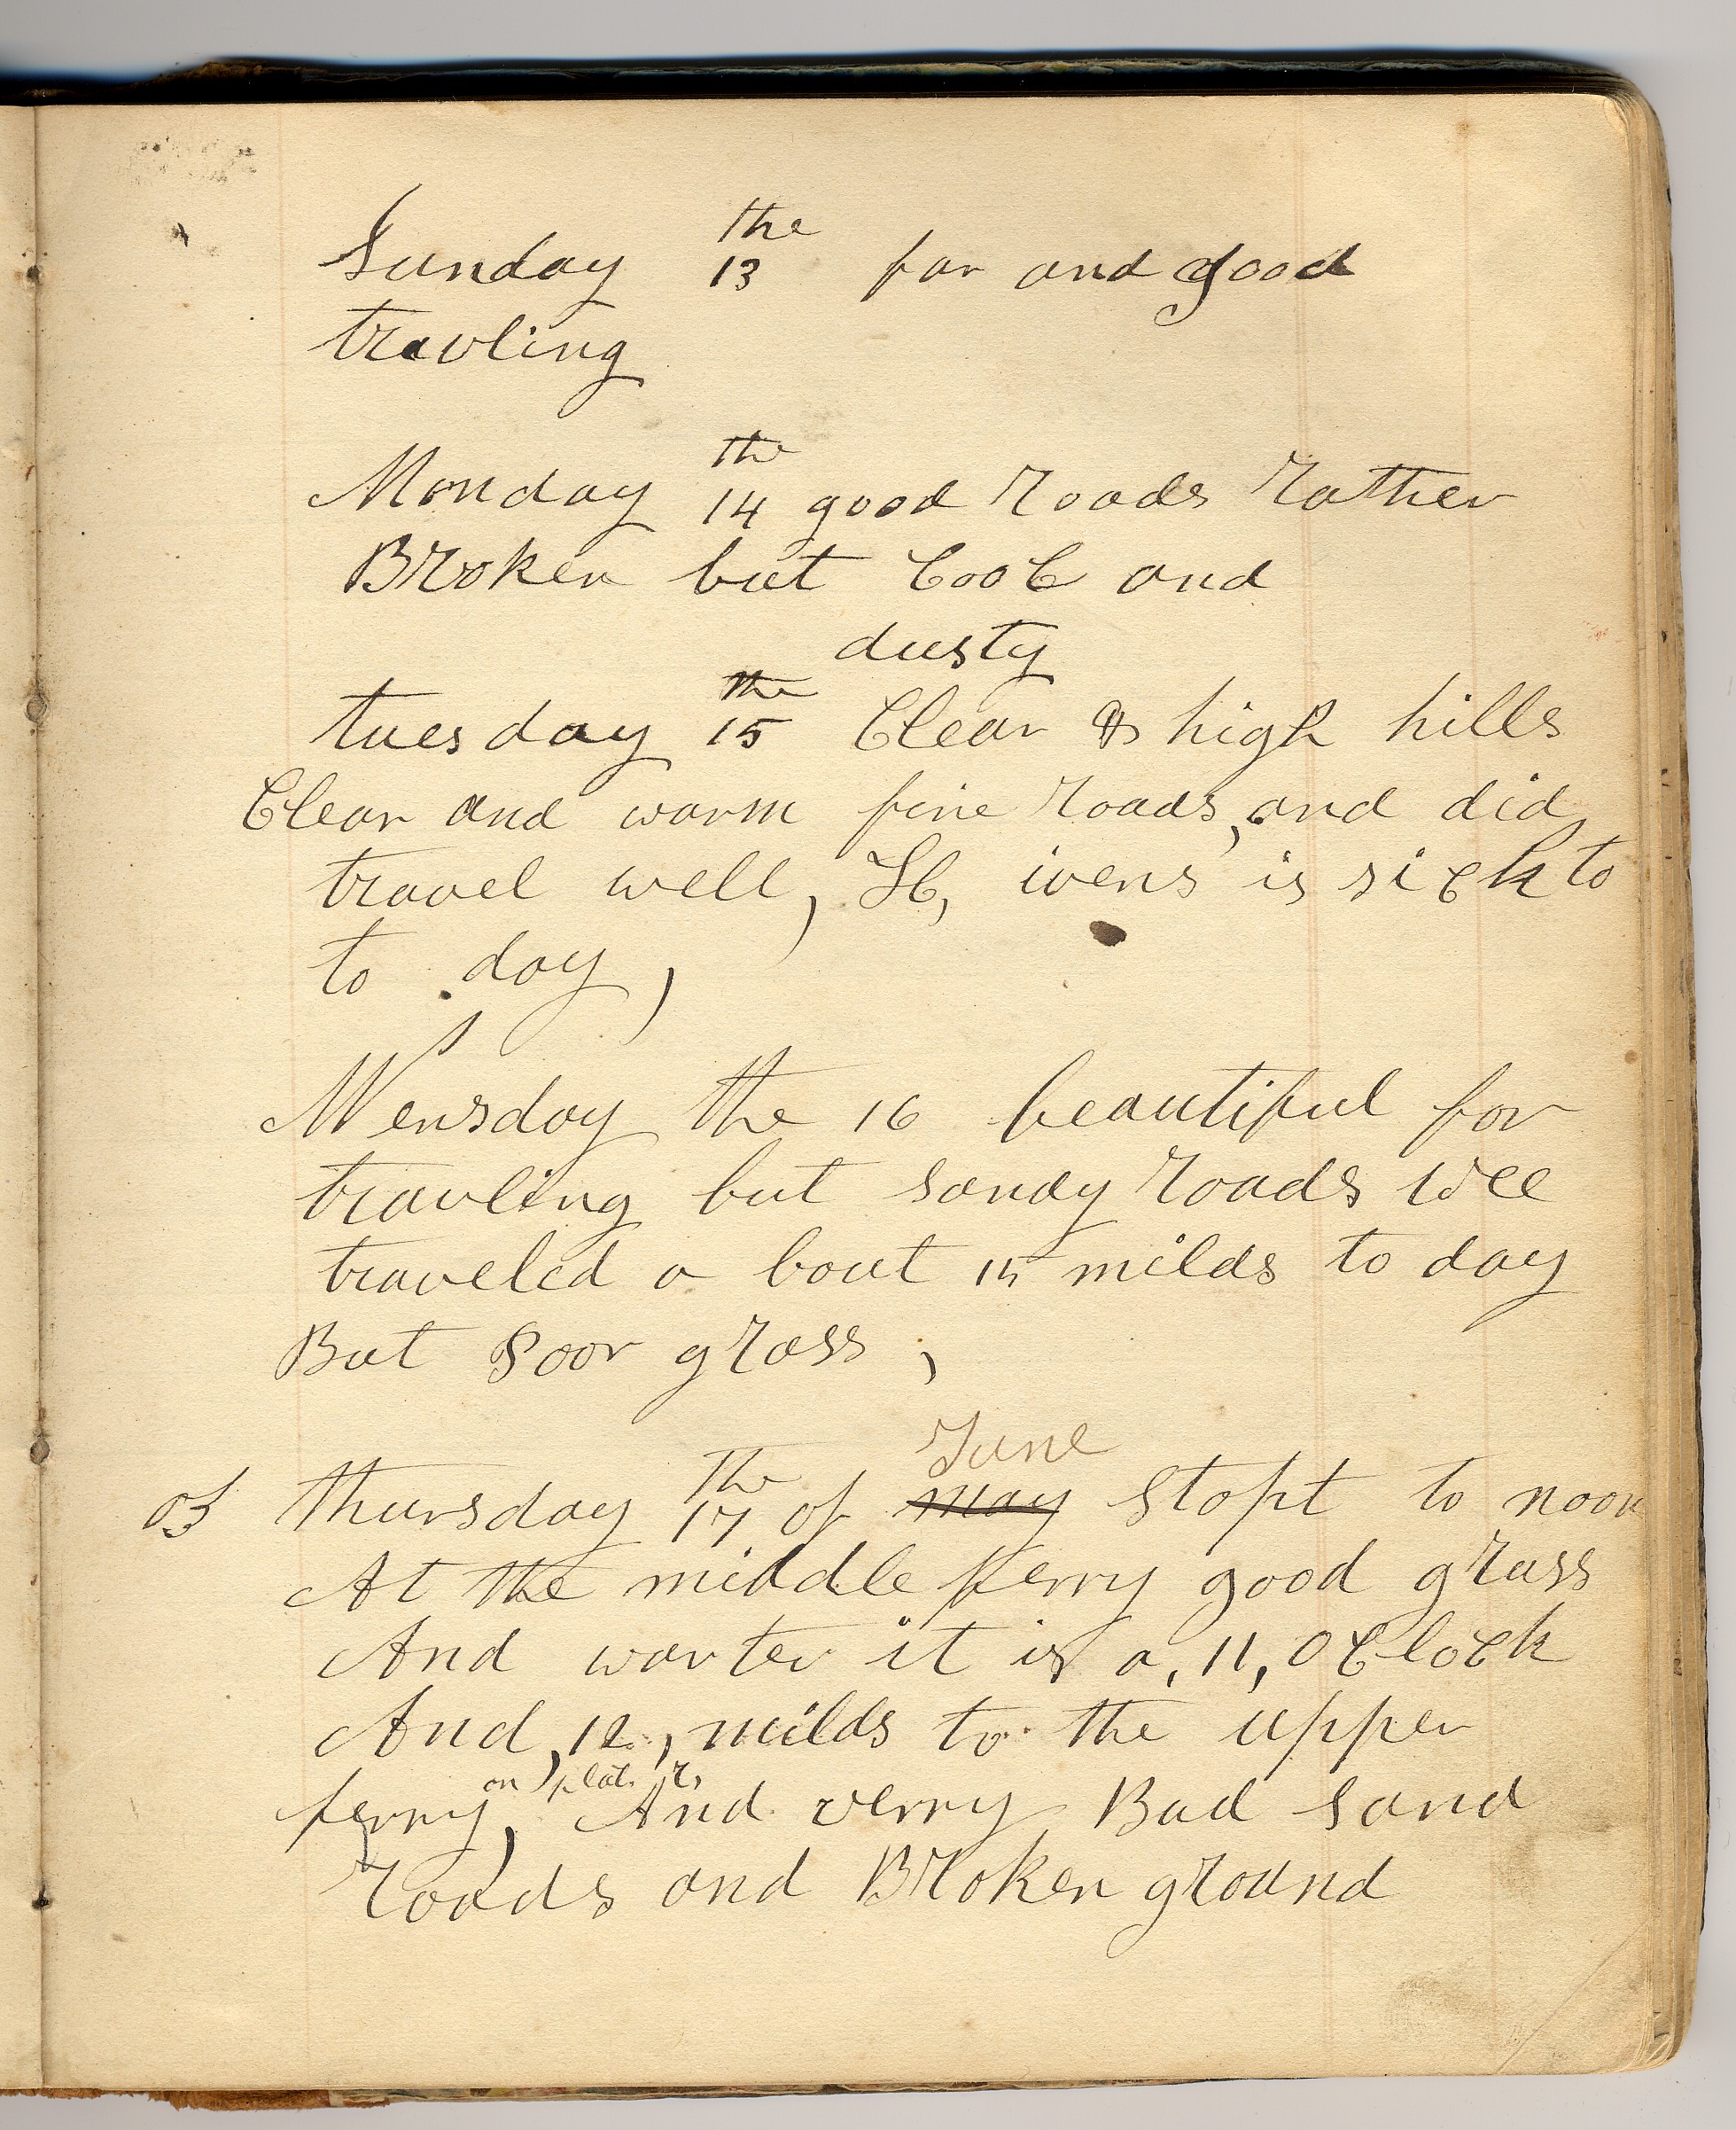 the
Sunday 13 far and good
travling
the
Monday 14 good roads rather
Broken but Cool and
dusty
the
tuesday 15 Clear & high hills
Clear and warm fine roads, and did
travel well, H, ivens is sick to
to day,
Wensday the 16 beautiful for
travling but sandy roads wee
traveled a bout 15 milds to day
But Poor grass,
June
the
of thursday 17 of may Stopt to noon
At the middle ferry good grass
And warter it is a, 11, O Clock
And, 12, milds to the upper
on plat. r,
ferry, And verry Bad sand
roads and Broken ground